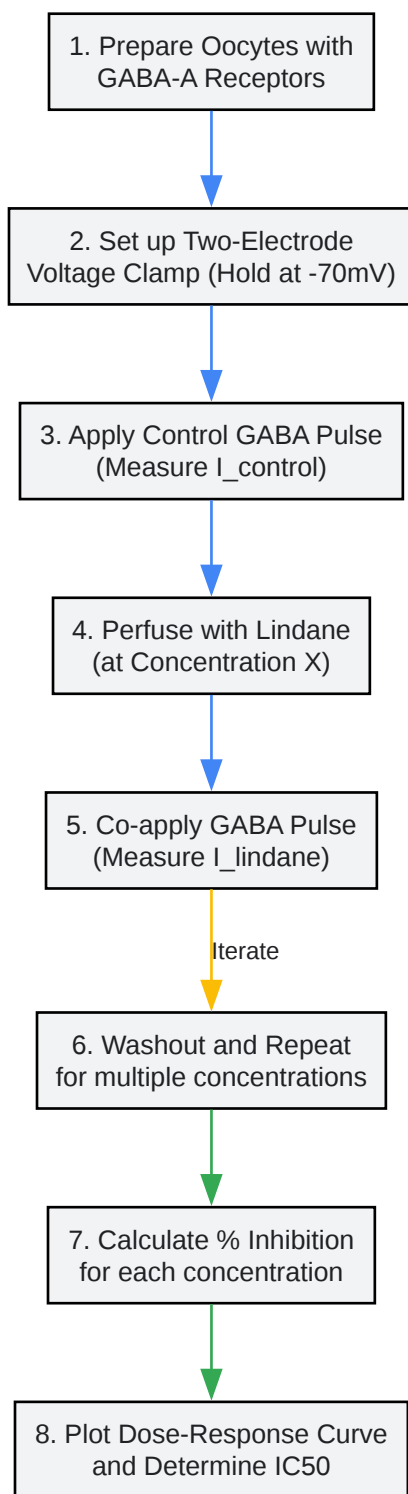 1. Prepare Oocytes with
GABA-A Receptors
2. Set up Two-Electrode
Voltage Clamp (Hold at -70mV)
3. Apply Control GABA Pulse
(Measure I_control)
4. Perfuse with Lindane
(at Concentration X)
5. Co-apply GABA Pulse
(Measure I_lindane)
Iterate
6. Washout and Repeat
for multiple concentrations
7. Calculate % Inhibition
for each concentration
8. Plot Dose-Response Curve
and Determine IC50